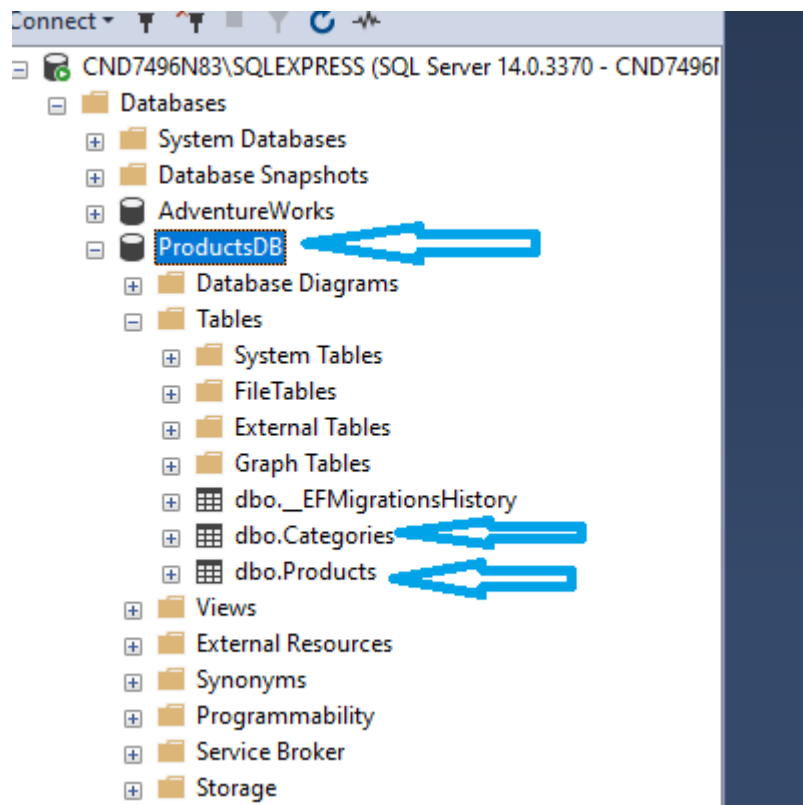 Connect
CND7496N83\SQLEXPRESS (SQL Server 14.0.3370 - CND7496
Databases
System Databases
Database Snapshots
AdventureWorks
ProductsDB
Database Diagrams
Tables
System Tables
FileTables
External Tables
Graph Tables
dbo.__EFMigrationsHistory
dbo.Categories
dbo.Products
Views
External Resources
Synonyms
Programmability
Service Broker
Storage